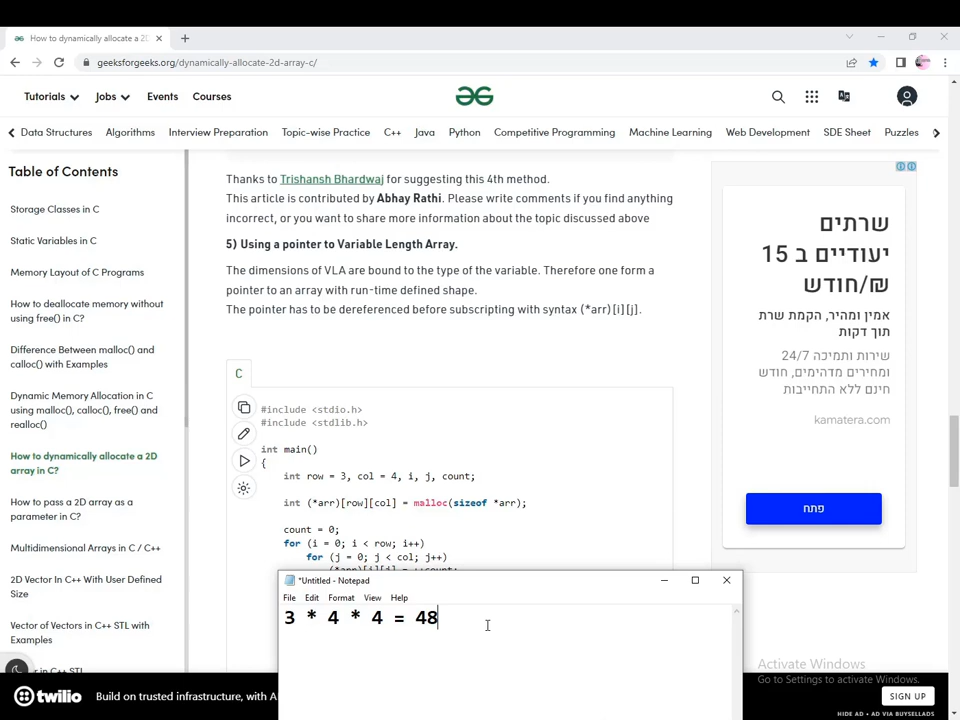 How to dynamically allocate a 2D
geeksforgeeks.org/dynamically-allocate-2d-array-c/
Tutorials Jobs Events Courses
Data Structures Algorithms Interview Preparation Topic-wise Practice C++ Java Python Competitive Programming Machine Learning Web Development SDE Sheet Puzzles
Table of Contents
Storage Classes in C
Static Variables in C
Memory Layout of C Programs
How to deallocate memory without
using free() in C?
Difference Between malloc() and
calloc() with Examples
Dynamic Memory Allocation in C
using malloc(), calloc(), free() and
realloc()
How to dynamically allocate a 2D
array in C?
How to pass a 2D array as a
parameter in C?
Multidimensional Arrays in C / C++
2D Vector In C++ With User Defined
Size
Vector of Vectors in C++ STL with
Examples
Thanks to Trishansh Bhardwaj for suggesting this 4th method.
This article is contributed by Abhay Rathi. Please write comments if you find anything
incorrect, or you want to share more information about the topic discussed above
5) Using a pointer to Variable Length Array.
The dimensions of VLA are bound to the type of the variable. Therefore one form a
pointer to an array with run-time defined shape.
The pointer has to be dereferenced before subscripting with syntax (*arr)[i][j].
C
#include <stdio.h>
#include <stdlib.h>
int main()
{
int row = 3, col = 4, i, j, count;
int (*arr)[row][col] = malloc(sizeof *arr);
count = 0;
for (i = 0; i < row; i++)
for (j = 0; j < col; j++)
(*arr)[i][j] = ++count;
שרתים
יעודיים ב 15
₪/חודש
אמין ומהיר, הקמת שרת
תוך דקות
שירות ותמיכה 24/7
ומחירים מדהימים, חודש
חינם ללא התחייבות
kamatera.com
פתח
*Untitled - Notepad
File Edit Format View Help
3 * 4 * 4 = 48
Activate Windows
Go to Settings to activate Windows.
twilio Build on trusted infrastructure, with A
SIGN UP
HIDE AD • AD VIA BUYSELLADS